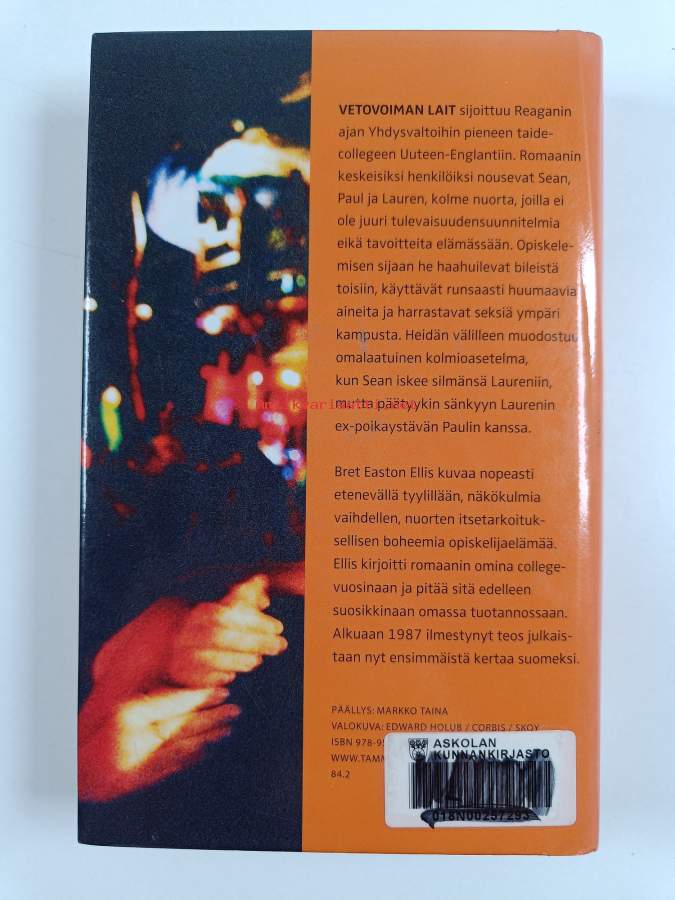 VETOVOIMAN LAIT sijoittuu Reaganin
ajan Yhdysvaltoihin pieneen taide-
collegeen Uuteen-Englantiin. Romaanin
keskeisiksi henkilöiksi nousevat Sean,
Paul ja Lauren, kolme nuorta, joilla ei
ole juuri tulevaisuudensuunnitelmia
eikä tavoitteita elämässään. Opiskele-
misen sijaan he haahuilevat bileistä
toisiin, käyttävät runsaasti huumaavia
aineita ja harrastavat seksiä ympäri
kampusta. Heidän välilleen muodostuu
omalaatuinen kolmioasetelma,
kun Sean iskee silmänsä Laureniin,
mutta päätyykin sänkyyn Laurenin
ex-poikaystävän Paulin kanssa.
Bret Easton Ellis kuvaa nopeasti
etenevällä tyylillään, näkökulmia
vaihdellen, nuorten itsetarkoituk-
sellisen boheemia opiskelijaelämää.
Ellis kirjoitti romaanin omina college-
vuosinaan ja pitää sitä edelleen
suosikkinaan omassa tuotannossaan.
Alkuaan 1987 ilmestynyt teos julkais-
taan nyt ensimmäistä kertaa suomeksi.
PÄÄLLYS: MARKKO TAINA
VALOKUVA: EDWARD HOLUB / CORBIS / SKOY
ISBN 978-95
WWW.TAMM
84.2
ASKOLAN
KUNNANKIRJASTO
018N00257293